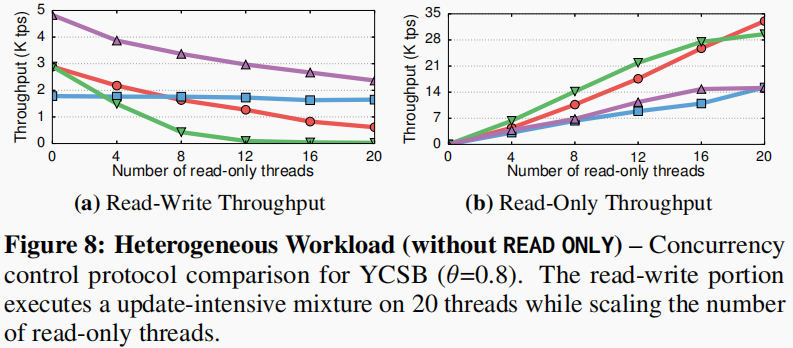 Throughput (K tps)
5
4
3
2
1
0
0 4 8 12 16 20
Number of read-only threads
(a) Read-Write Throughput
Throughput (K tps)
35
28
21
14
7
0
0 4 8 12 16 20
Number of read-only threads
(b) Read-Only Throughput
Figure 8: Heterogeneous Workload (without READ ONLY) – Concurrency
control protocol comparison for YCSB (θ=0.8). The read-write portion
executes a update-intensive mixture on 20 threads while scaling the number
of read-only threads.